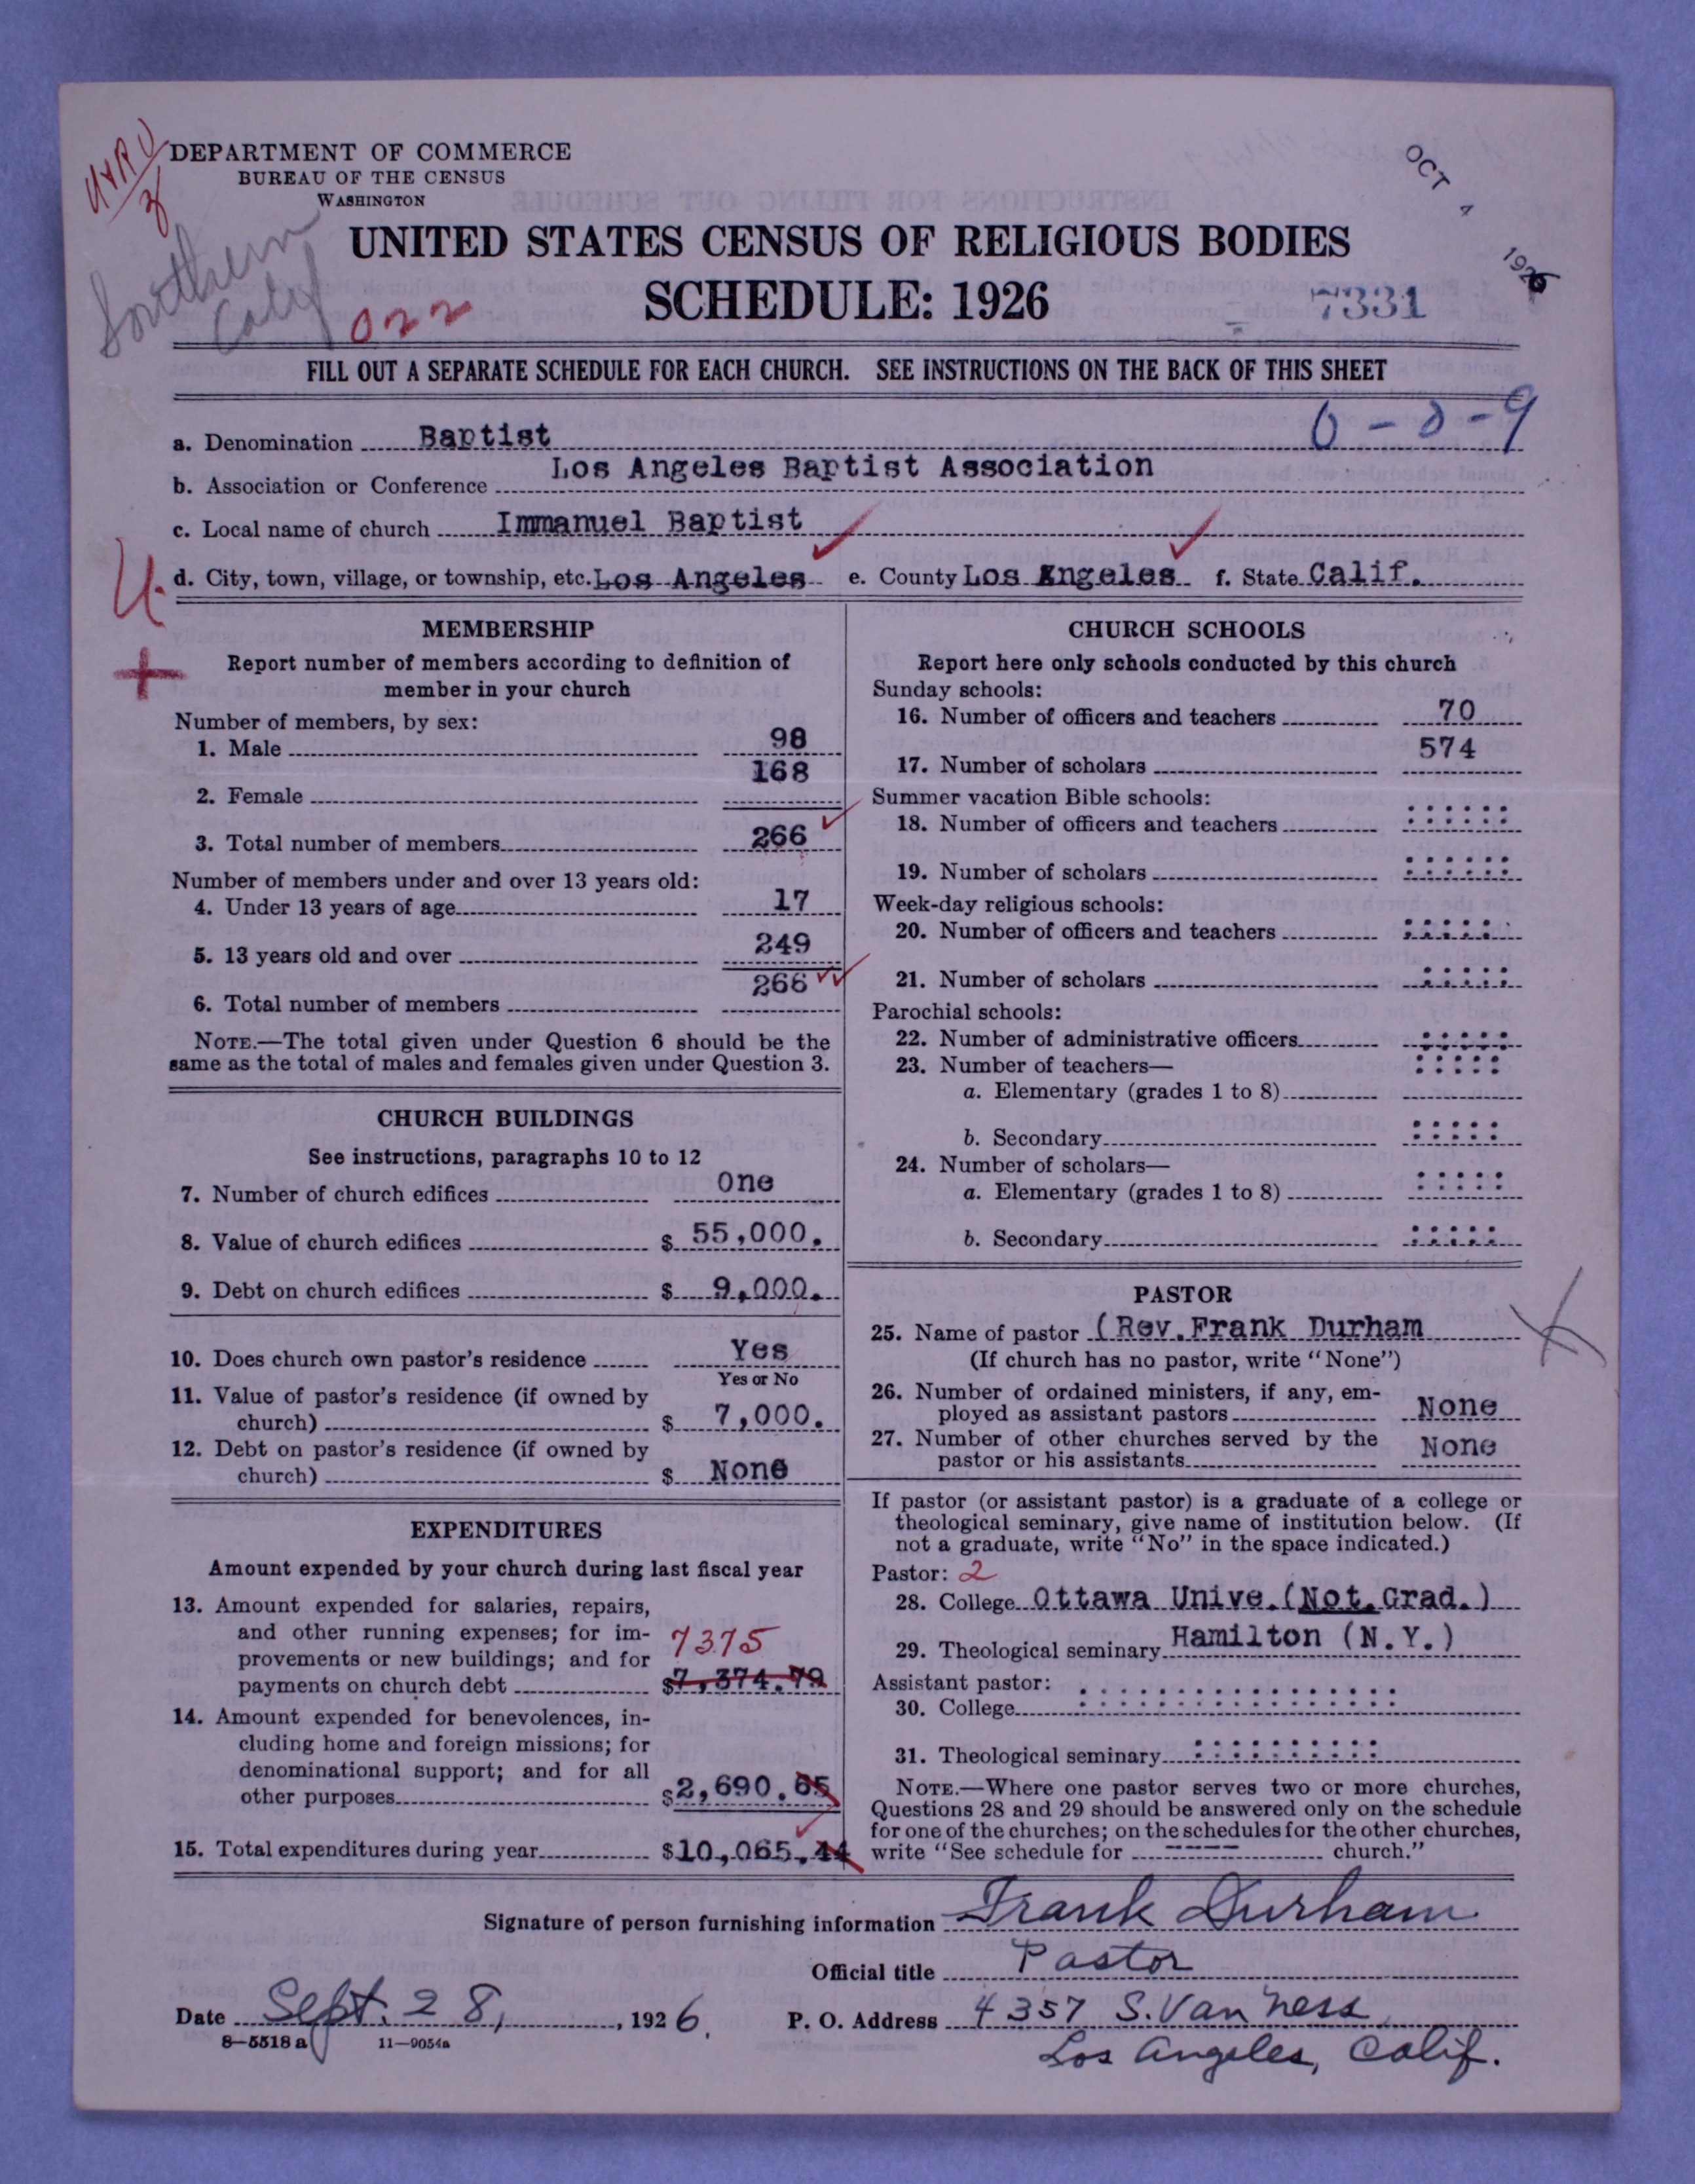 DEPARTMENT OF COMMERCE
BUREAU OF THE CENSUS
WASHINGTON
OCT 4 1926
Southern
Calif
022
UNITED STATES CENSUS OF RELIGIOUS BODIES
SCHEDULE: 1926
7331
FILL OUT A SEPARATE SCHEDULE FOR EACH CHURCH. SEE INSTRUCTIONS ON THE BACK OF THIS SHEET
0-0-9
a. Denomination Baptist
b. Association or Conference Los Angeles Baptist Association
c. Local name of church Immanuel Baptist
d. City, town, village, or township, etc. Los Angeles e. County Los Angeles f. State Calif.
U.
+
MEMBERSHIP
Report number of members according to definition of
member in your church
Number of members, by sex:
1. Male 98
2. Female 168
3. Total number of members 266
Number of members under and over 13 years old:
4. Under 13 years of age 17
5. 13 years old and over 249
6. Total number of members 266
NOTE.—The total given under Question 6 should be the
same as the total of males and females given under Question 3.
CHURCH BUILDINGS
See instructions, paragraphs 10 to 12
7. Number of church edifices One
8. Value of church edifices $ 55,000.
9. Debt on church edifices $ 9,000.
10. Does church own pastor's residence Yes
Yes or No
11. Value of pastor's residence (if owned by
church) $ 7,000.
12. Debt on pastor's residence (if owned by
church) $ None
EXPENDITURES
Amount expended by your church during last fiscal year
13. Amount expended for salaries, repairs,
and other running expenses; for im-
provements or new buildings; and for 7375
payments on church debt $7,374.79
14. Amount expended for benevolences, in-
cluding home and foreign missions; for
denominational support; and for all
other purposes $2,690.65
15. Total expenditures during year $10,065.44
CHURCH SCHOOLS
Report here only schools conducted by this church
Sunday schools:
16. Number of officers and teachers 70
17. Number of scholars 574
Summer vacation Bible schools:
18. Number of officers and teachers
19. Number of scholars
Week-day religious schools:
20. Number of officers and teachers
21. Number of scholars
Parochial schools:
22. Number of administrative officers
23. Number of teachers—
a. Elementary (grades 1 to 8)
b. Secondary
24. Number of scholars—
a. Elementary (grades 1 to 8)
b. Secondary
PASTOR
25. Name of pastor (Rev. Frank Durham
(If church has no pastor, write "None")
26. Number of ordained ministers, if any, em-
ployed as assistant pastors None
27. Number of other churches served by the
pastor or his assistants None
If pastor (or assistant pastor) is a graduate of a college or
theological seminary, give name of institution below. (If
not a graduate, write "No" in the space indicated.)
Pastor: 2
28. College Ottawa Unive. (Not Grad.)
29. Theological seminary Hamilton (N.Y.)
Assistant pastor:
30. College
31. Theological seminary
NOTE.—Where one pastor serves two or more churches,
Questions 28 and 29 should be answered only on the schedule
for one of the churches; on the schedules for the other churches,
write "See schedule for ----- church."
Signature of person furnishing information Frank Durham
Official title Pastor
Date Sept. 28, , 1926. P. O. Address 4357 S. Van Ness,
8—5518 a 11—9054a
Los Angeles, Calif.